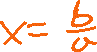 x = b/a